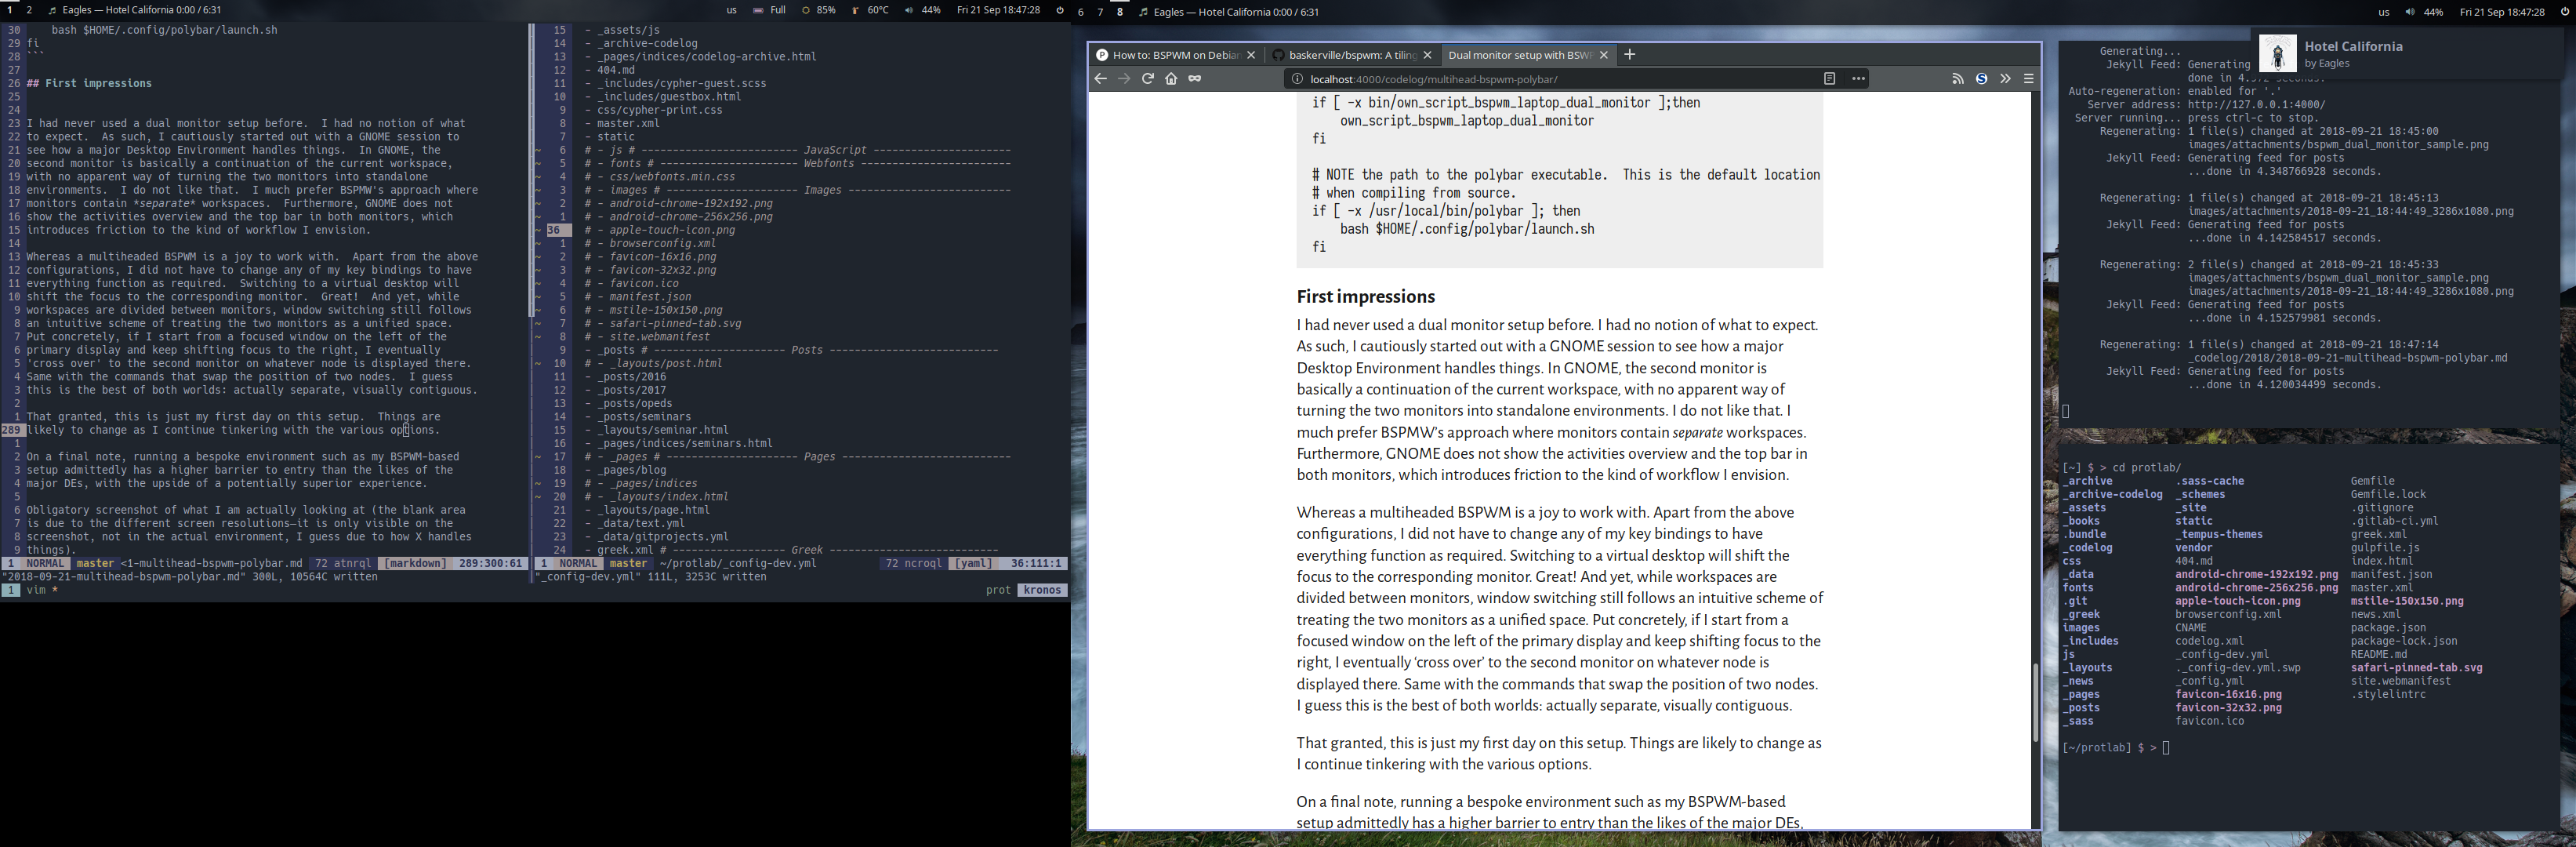 1 2 Eagles — Hotel California 0:00 / 6:31 us Full 85% 60°C 44% Fri 21 Sep 18:47:28
30 bash $HOME/.config/polybar/launch.sh
29 fi
28 ```
27
26 ## First impressions
25
24
23 I had never used a dual monitor setup before.  I had no notion of what
22 to expect.  As such, I cautiously started out with a GNOME session to
21 see how a major Desktop Environment handles things.  In GNOME, the
20 second monitor is basically a continuation of the current workspace,
19 with no apparent way of turning the two monitors into standalone
18 environments.  I do not like that.  I much prefer BSPMW's approach where
17 monitors contain *separate* workspaces.  Furthermore, GNOME does not
16 show the activities overview and the top bar in both monitors, which
15 introduces friction to the kind of workflow I envision.
14
13 Whereas a multiheaded BSPWM is a joy to work with.  Apart from the above
12 configurations, I did not have to change any of my key bindings to have
11 everything function as required.  Switching to a virtual desktop will
10 shift the focus to the corresponding monitor.  Great!  And yet, while
9 workspaces are divided between monitors, window switching still follows
8 an intuitive scheme of treating the two monitors as a unified space.
7 Put concretely, if I start from a focused window on the left of the
6 primary display and keep shifting focus to the right, I eventually
5 'cross over' to the second monitor on whatever node is displayed there.
4 Same with the commands that swap the position of two nodes.  I guess
3 this is the best of both worlds: actually separate, visually contiguous.
2
1 That granted, this is just my first day on this setup.  Things are
289 likely to change as I continue tinkering with the various options.
1
2 On a final note, running a bespoke environment such as my BSPWM-based
3 setup admittedly has a higher barrier to entry than the likes of the
4 major DEs, with the upside of a potentially superior experience.
5
6 Obligatory screenshot of what I am actually looking at (the blank area
7 is due to the different screen resolutions—it is only visible on the
8 screenshot, not in the actual environment, I guess due to how X handles
9 things).
1 NORMAL master <1-multihead-bspwm-polybar.md 72 atnrql [markdown] 289:300:61
"2018-09-21-multihead-bspwm-polybar.md" 300L, 10564C written
15 - _assets/js
14 - _archive-codelog
13 - _pages/indices/codelog-archive.html
12 - 404.md
11 - _includes/cypher-guest.scss
10 - _includes/guestbox.html
9 - css/cypher-print.css
8 - master.xml
7 - static
~ 6 # - js # ------------------------- JavaScript ---------------------
~ 5 # - fonts # --------------------- Webfonts -----------------------
~ 4 # - css/webfonts.min.css
~ 3 # - images # -------------------- Images -------------------------
~ 2 # - android-chrome-192x192.png
~ 1 # - android-chrome-256x256.png
~ 36 # - apple-touch-icon.png
~ 1 # - browserconfig.xml
~ 2 # - favicon-16x16.png
~ 3 # - favicon-32x32.png
~ 4 # - favicon.ico
~ 5 # - manifest.json
~ 6 # - mstile-150x150.png
~ 7 # - safari-pinned-tab.svg
~ 8 # - site.webmanifest
9 - _posts # -------------------- Posts --------------------------
~ 10 # - _layouts/post.html
11 - _posts/2016
12 - _posts/2017
13 - _posts/opeds
14 - _posts/seminars
15 - _layouts/seminar.html
16 - _pages/indices/seminars.html
~ 17 # - _pages # -------------------- Pages --------------------------
18 - _pages/blog
~ 19 # - _pages/indices
~ 20 # - _layouts/index.html
21 - _layouts/page.html
22 - _data/text.yml
23 - _data/gitprojects.yml
24 - greek.xml # ----------------- Greek --------------------------
1 NORMAL master ~/protlab/_config-dev.yml 72 ncroql [yaml] 36:111:1
"_config-dev.yml" 111L, 3253C written
1 vim * prot kronos
6 7 8 Eagles — Hotel California 0:00 / 6:31 us 44% Fri 21 Sep 18:47:28
How to: BSPWM on Debian baskerville/bspwm: A tiling Dual monitor setup with BSW
localhost:4000/codelog/multihead-bspwm-polybar/
if [ -x bin/own_script_bspwm_laptop_dual_monitor ];then
own_script_bspwm_laptop_dual_monitor
fi
# NOTE the path to the polybar executable.  This is the default location
# when compiling from source.
if [ -x /usr/local/bin/polybar ]; then
bash $HOME/.config/polybar/launch.sh
fi
First impressions
I had never used a dual monitor setup before. I had no notion of what to expect.
As such, I cautiously started out with a GNOME session to see how a major
Desktop Environment handles things. In GNOME, the second monitor is
basically a continuation of the current workspace, with no apparent way of
turning the two monitors into standalone environments. I do not like that. I
much prefer BSPMW's approach where monitors contain separate workspaces.
Furthermore, GNOME does not show the activities overview and the top bar in
both monitors, which introduces friction to the kind of workflow I envision.
Whereas a multiheaded BSPWM is a joy to work with. Apart from the above
configurations, I did not have to change any of my key bindings to have
everything function as required. Switching to a virtual desktop will shift the
focus to the corresponding monitor. Great! And yet, while workspaces are
divided between monitors, window switching still follows an intuitive scheme of
treating the two monitors as a unified space. Put concretely, if I start from a
focused window on the left of the primary display and keep shifting focus to the
right, I eventually ‘cross over’ to the second monitor on whatever node is
displayed there. Same with the commands that swap the position of two nodes.
I guess this is the best of both worlds: actually separate, visually contiguous.
That granted, this is just my first day on this setup. Things are likely to change as
I continue tinkering with the various options.
On a final note, running a bespoke environment such as my BSPWM-based
setup admittedly has a higher barrier to entry than the likes of the major DEs,
Hotel California
by Eagles
Generating...
Jekyll Feed: Generating
done in
Auto-regeneration: enabled for '.'
Server address: http://127.0.0.1:4000/
Server running... press ctrl-c to stop.
Regenerating: 1 file(s) changed at 2018-09-21 18:45:00
images/attachments/bspwm_dual_monitor_sample.png
Jekyll Feed: Generating feed for posts
...done in 4.348766928 seconds.
Regenerating: 1 file(s) changed at 2018-09-21 18:45:13
images/attachments/2018-09-21_18:44:49_3286x1080.png
Jekyll Feed: Generating feed for posts
...done in 4.142584517 seconds.
Regenerating: 2 file(s) changed at 2018-09-21 18:45:33
images/attachments/bspwm_dual_monitor_sample.png
images/attachments/2018-09-21_18:44:49_3286x1080.png
Jekyll Feed: Generating feed for posts
...done in 4.152579981 seconds.
Regenerating: 1 file(s) changed at 2018-09-21 18:47:14
_codelog/2018/2018-09-21-multihead-bspwm-polybar.md
Jekyll Feed: Generating feed for posts
...done in 4.120034499 seconds.
[~] $ > cd protlab/
_archive .sass-cache Gemfile
_archive-codelog _schemes Gemfile.lock
_assets _site .gitignore
_books static .gitlab-ci.yml
.bundle _tempus-themes greek.xml
_codelog vendor gulpfile.js
css 404.md index.html
_data android-chrome-192x192.png manifest.json
fonts android-chrome-256x256.png master.xml
.git apple-touch-icon.png mstile-150x150.png
_greek browserconfig.xml news.xml
images CNAME package.json
_includes codelog.xml package-lock.json
js _config-dev.yml README.md
_layouts ._config-dev.yml.swp safari-pinned-tab.svg
_news _config.yml site.webmanifest
_pages favicon-16x16.png .stylelintrc
_posts favicon-32x32.png
_sass favicon.ico
[~/protlab] $ >